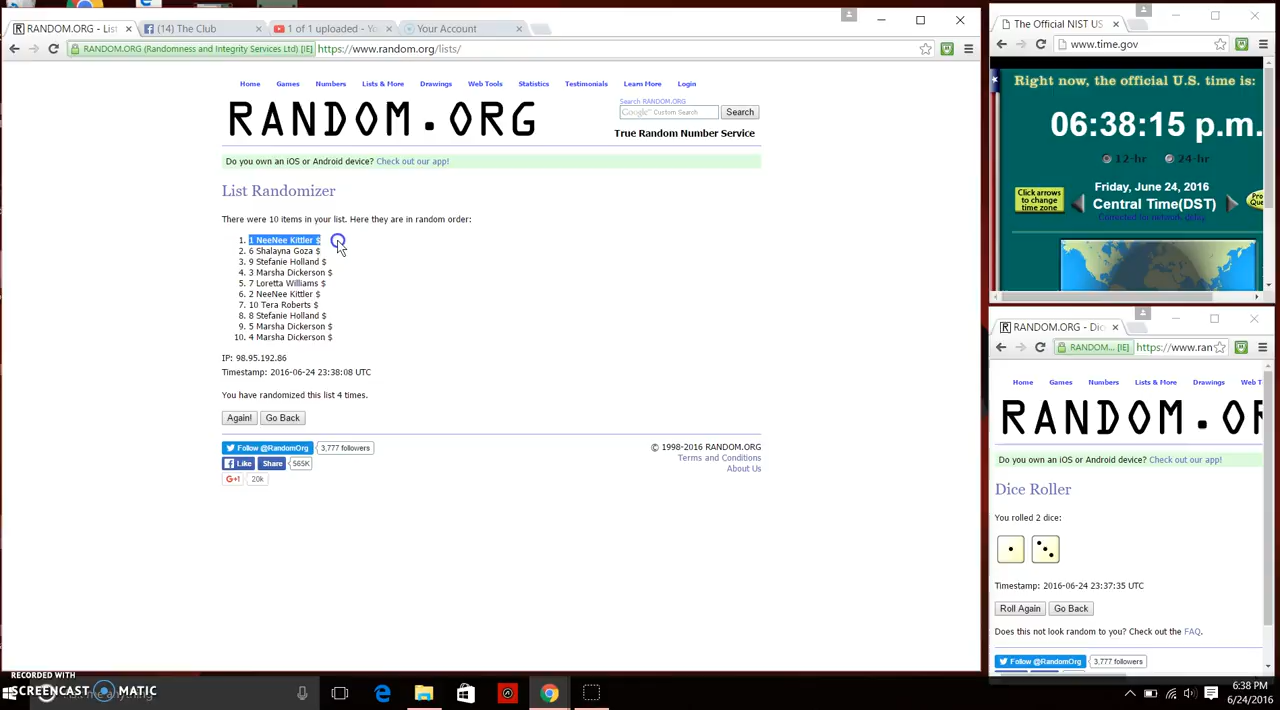 RANDOM.ORG - List
(14) The Club
1 of 1 uploaded - You
Your Account
RANDOM.ORG (Randomness and Integrity Services Ltd) [IE]
https://www.random.org/lists/
Home Games Numbers Lists & More Drawings Web Tools Statistics Testimonials Learn More Login
RANDOM.ORG
Search RANDOM.ORG
Google™ Custom Search
Search
True Random Number Service
Do you own an iOS or Android device? Check out our app!
List Randomizer
There were 10 items in your list. Here they are in random order:
1. 1 NeeNee Kittler $
2. 6 Shalayna Goza $
3. 9 Stefanie Holland $
4. 3 Marsha Dickerson $
5. 7 Loretta Williams $
6. 2 NeeNee Kittler $
7. 10 Tera Roberts $
8. 8 Stefanie Holland $
9. 5 Marsha Dickerson $
10. 4 Marsha Dickerson $
IP: 98.95.192.86
Timestamp: 2016-06-24 23:38:08 UTC
You have randomized this list 4 times.
Again! Go Back
Follow @RandomOrg 3,777 followers
Like Share 565K
G+1 20k
© 1998-2016 RANDOM.ORG
Terms and Conditions
About Us
The Official NIST US
www.time.gov
Right now, the official U.S. time is:
06:38:15 p.m.
12-hr 24-hr
Click arrows
to change
time zone
Friday, June 24, 2016
Central Time(DST)
Corrected for network delay
RANDOM.ORG - Dic
RANDOM... [IE] https://www.ran
Home Games Numbers Lists & More Drawings Web T
RANDOM.OR
Do you own an iOS or Android device? Check out our app!
Dice Roller
You rolled 2 dice:
Timestamp: 2016-06-24 23:37:35 UTC
Roll Again Go Back
Does this not look random to you? Check out the FAQ.
Follow @RandomOrg 3,777 followers
RECORDED WITH
SCREENCAST MATIC
6:38 PM
6/24/2016